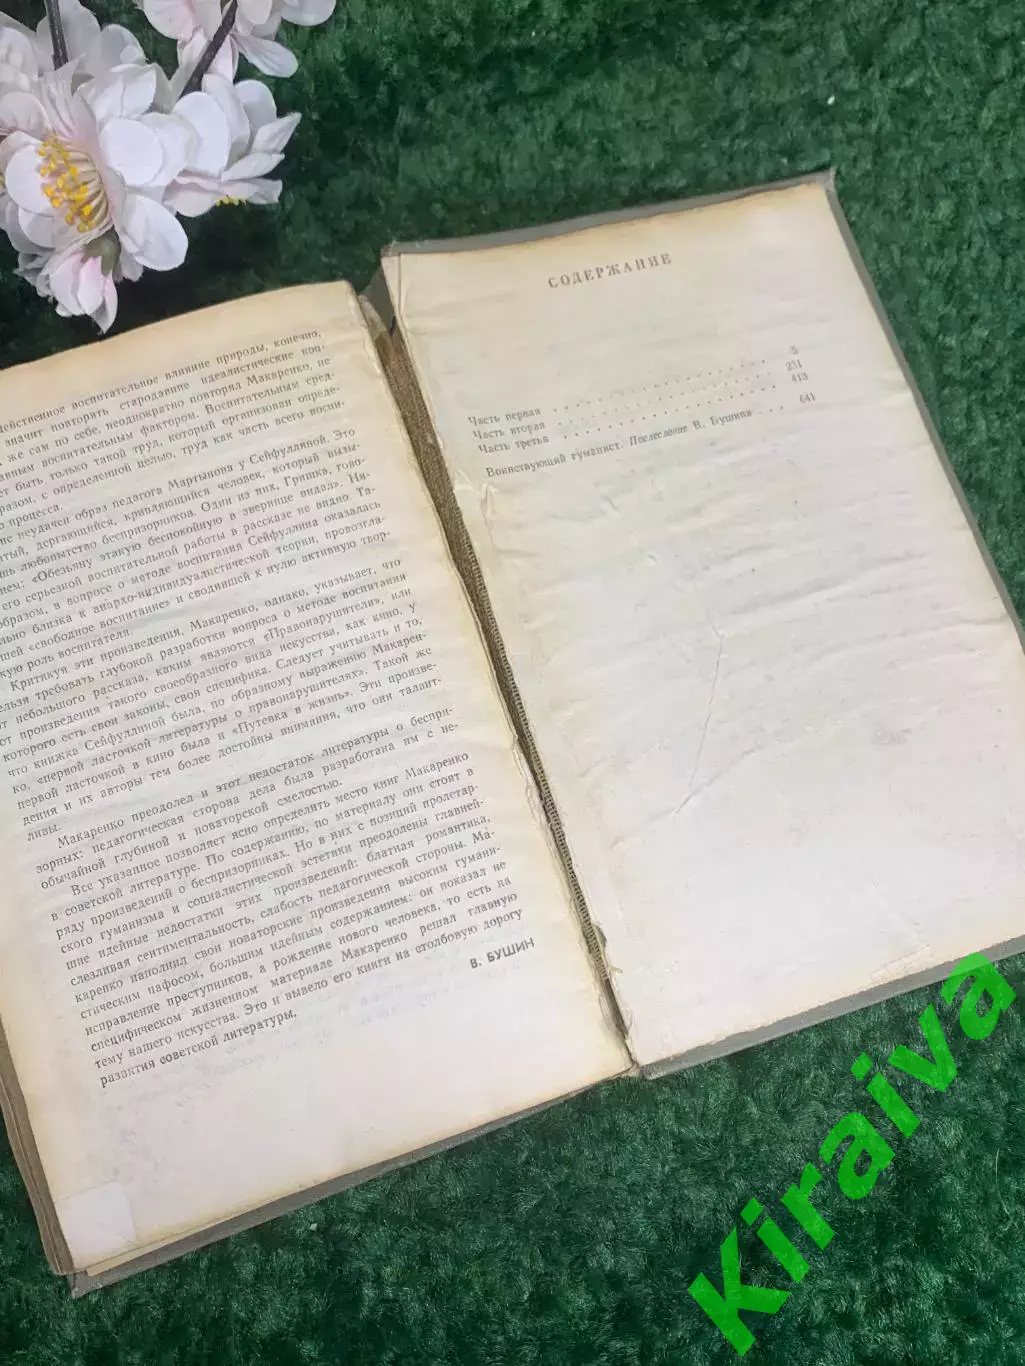 действенное воспитательное влияние природы, конечно,
значит повторять стародавние идеалистические кон-
же сам по себе, неоднократно повторял Макаренко, не
воспитательным фактором. Воспитательным сред-
быть только такой труд, который организован опреде-
с определенной целью, труд как часть всего воспи-
процесса.
неудачен образ педагога Мартынова у Сейфуллиной. Это
дергающийся, кривляющийся человек, который вызы-
любопытство беспризорников. Один из них, Гришка, гово-
«Обезьяну этакую беспокойную в зверинце видал». Ни-
его серьезной воспитательной работы в рассказе не видно. Та-
образом, в вопросе о методе воспитания Сейфуллина оказалась
близка к анархо-индивидуалистической теории, провозгла-
«свободное воспитание» и сводившей к нулю активную твор-
роль воспитателя.
Критикуя эти произведения, Макаренко, однако, указывает, что
нельзя требовать глубокой разработки вопроса о методе воспитания
от небольшого рассказа, каким являются «Правонарушители», или
от произведения такого своеобразного вида искусства, как кино, у
которого есть свои законы, своя специфика. Следует учитывать и то,
что книжка Сейфуллиной была, по образному выражению Макарен-
ко, «первой ласточкой литературы о правонарушителях». Такой же
первой ласточкой в кино была и «Путевка в жизнь». Эти произве-
дения и их авторы тем более достойны внимания, что они талант-
ливы.
Макаренко преодолел и этот недостаток литературы о беспри-
зорных: педагогическая сторона дела была разработана им с не-
обычайной глубиной и новаторской смелостью.
Все указанное позволяет ясно определить место книг Макаренко
в советской литературе. По содержанию, по материалу они стоят в
ряду произведений о беспризорниках. Но в них с позиций пролетар-
ского гуманизма и социалистической эстетики преодолены главней-
шие идейные недостатки этих произведений: блатная романтика,
слезливая сентиментальность, слабость педагогической стороны. Ма-
каренко наполнил свои новаторские произведения высоким гумани-
стическим пафосом, большим идейным содержанием: он показал не
исправление преступников, а рождение нового человека, то есть на
специфическом жизненном материале Макаренко решал главную
тему нашего искусства. Это и вывело его книги на столбовую дорогу
развития советской литературы.
В. БУШИН
СОДЕРЖАНИЕ
Часть первая . . . . . . . . . . 5
Часть вторая . . . . . . . . . . 231
Часть третья . . . . . . . . . . 413
Воинствующий гуманист. Послесловие В. Бушина . . . 641
Kiraiva